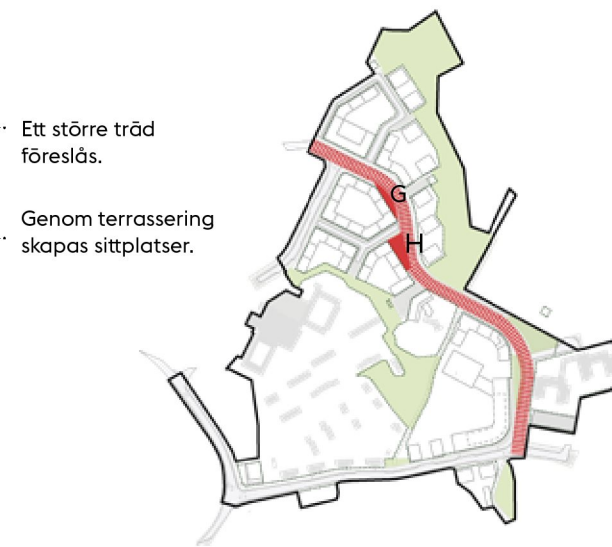 Ett större träd
föreslås.
Genom terrassering
skapas sittplatser.
G
H